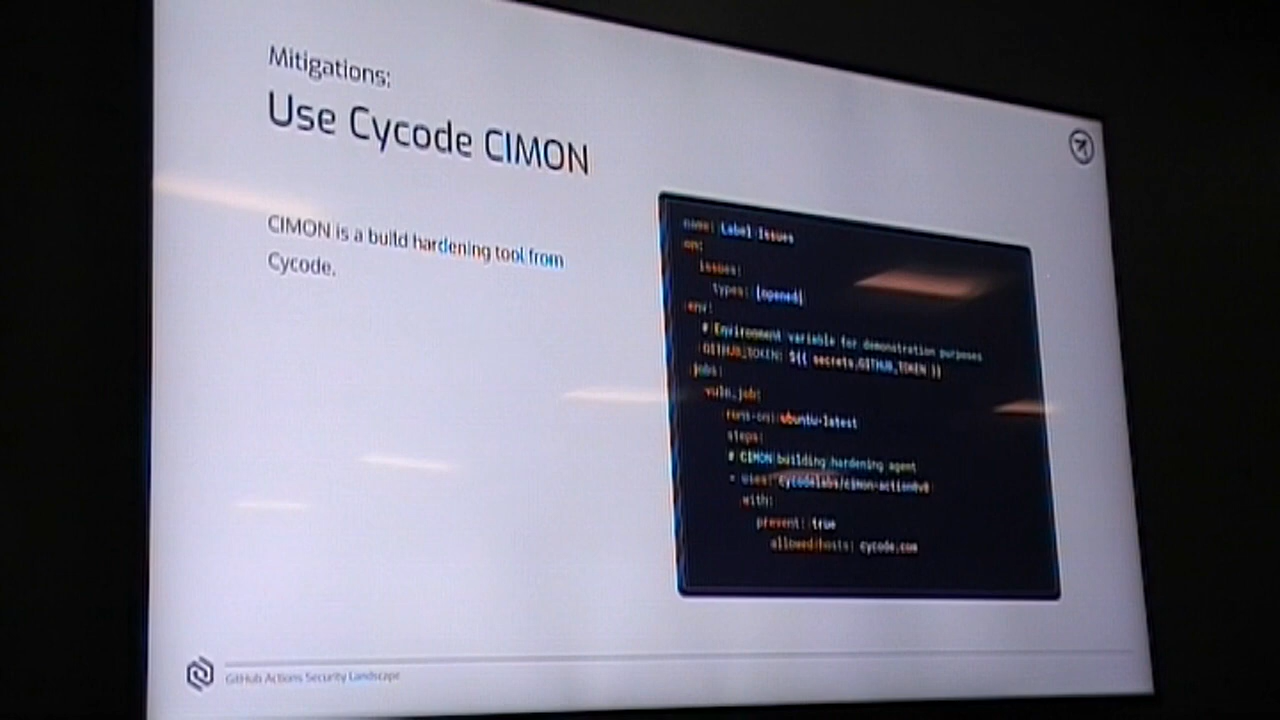 Mitigations:
Use Cycode CIMON
CIMON is a build hardening tool from
Cycode.
name: Label Issues
on:
issues:
types: [opened]
env:
# Environment variable for demonstration purposes
GITHUB_TOKEN: ${{ secrets.GITHUB_TOKEN }}
jobs:
vuln_job:
runs-on: ubuntu-latest
steps:
# CIMON building hardening agent
- uses: cycodelabs/cimon-action@v0
with:
prevent: true
allowed-hosts: cycode.com
GitHub Actions Security Landscape